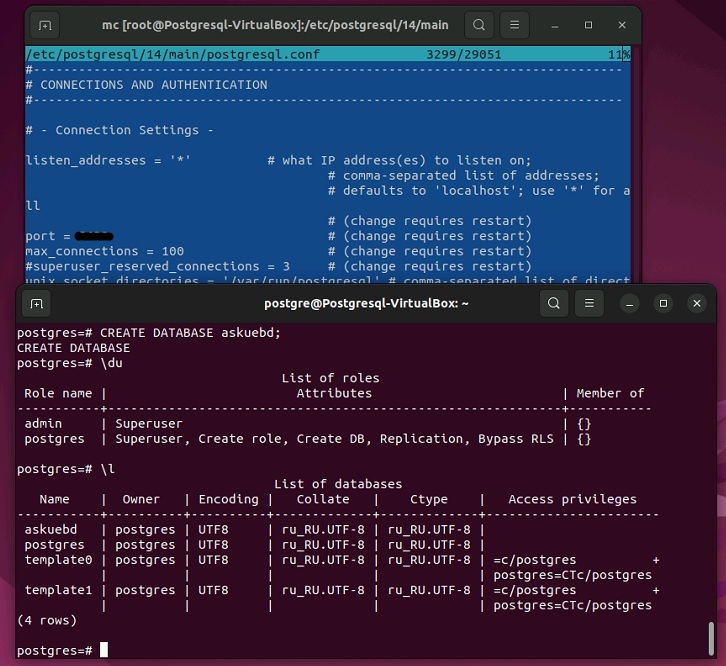 mc [root@Postgresql-VirtualBox]:/etc/postgresql/14/main
/etc/postgresql/14/main/postgresql.conf              3299/29051              11%
#------------------------------------------------------------------------------
# CONNECTIONS AND AUTHENTICATION
#------------------------------------------------------------------------------
# - Connection Settings -
listen_addresses = '*'          # what IP address(es) to listen on;
                                        # comma-separated list of addresses;
                                        # defaults to 'localhost'; use '*' for a
ll
                                        # (change requires restart)
port =                                  # (change requires restart)
max_connections = 100                   # (change requires restart)
#superuser_reserved_connections = 3     # (change requires restart)
unix_socket_directories = '/var/run/postgresql' # comma-separated list of direct
postgre@Postgresql-VirtualBox: ~
postgres=# CREATE DATABASE askuebd;
CREATE DATABASE
postgres=# \du
                                   List of roles
 Role name |                         Attributes                         | Member of
-----------+------------------------------------------------------------+-----------
 admin     | Superuser                                                  | {}
 postgres  | Superuser, Create role, Create DB, Replication, Bypass RLS | {}
postgres=# \l
                                  List of databases
   Name    |  Owner   | Encoding |   Collate   |    Ctype    |   Access privileges
-----------+----------+----------+-------------+-------------+-----------------------
 askuebd   | postgres | UTF8     | ru_RU.UTF-8 | ru_RU.UTF-8 |
 postgres  | postgres | UTF8     | ru_RU.UTF-8 | ru_RU.UTF-8 |
 template0 | postgres | UTF8     | ru_RU.UTF-8 | ru_RU.UTF-8 | =c/postgres          +
           |          |          |             |             | postgres=CTc/postgres
 template1 | postgres | UTF8     | ru_RU.UTF-8 | ru_RU.UTF-8 | =c/postgres          +
           |          |          |             |             | postgres=CTc/postgres
(4 rows)
postgres=#